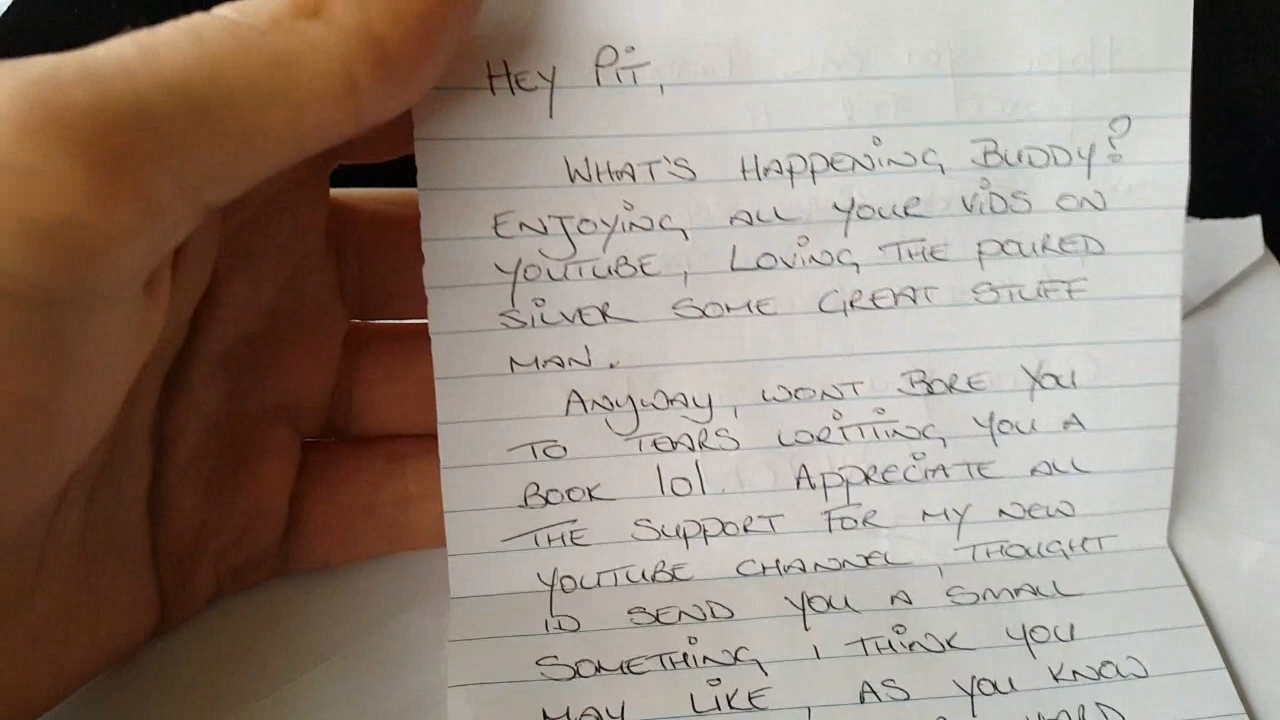 Hey Pit,
WHAT'S HAPPENING BUDDY?
ENJOYING ALL YOUR VIDS ON
YOUTUBE, LOVING THE POURED
SILVER SOME GREAT STUFF
MAN.
ANYWAY, WONT BORE YOU
TO TEARS WRITTING YOU A
BOOK lol. APPRECIATE ALL
THE SUPPORT FOR MY NEW
YOUTUBE CHANNEL, THOUGHT
ID SEND YOU A SMALL
SOMETHING, I THINK YOU
MAY LIKE, AS YOU KNOW